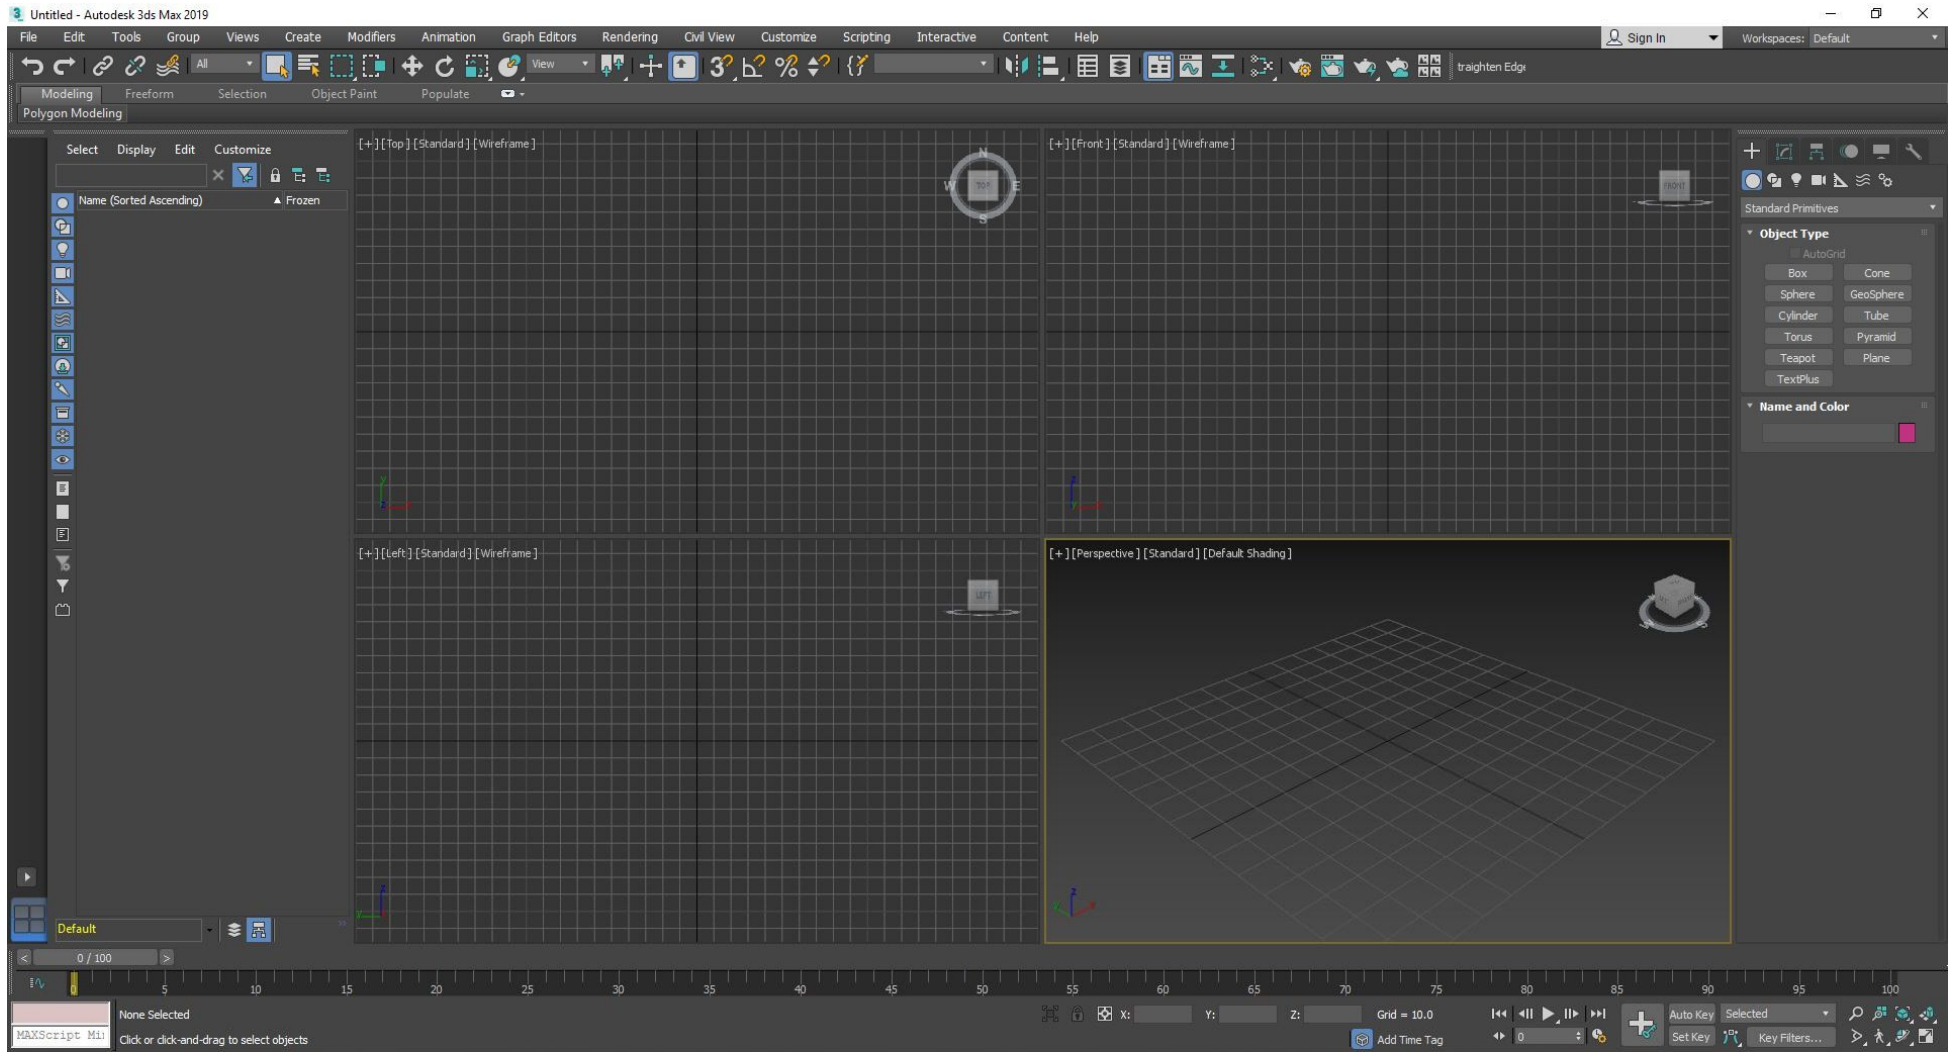 Untitled - Autodesk 3ds Max 2019
File Edit Tools Group Views Create Modifiers Animation Graph Editors Rendering Civil View Customize Scripting Interactive Content Help Sign In Workspaces: Default
All View traighten Edge
Modeling Freeform Selection Object Paint Populate
Polygon Modeling
Select Display Edit Customize
Name (Sorted Ascending) ▲ Frozen
[+][Top][Standard][Wireframe]
N
W TOP E
S
y
z
[+][Front][Standard][Wireframe]
FRONT
z
[+][Left][Standard][Wireframe]
LEFT
z
y
[+][Perspective][Standard][Default Shading]
z
Standard Primitives
Object Type
AutoGrid
Box Cone
Sphere GeoSphere
Cylinder Tube
Torus Pyramid
Teapot Plane
TextPlus
Name and Color
Default
< 0 / 100 >
0 5 10 15 20 25 30 35 40 45 50 55 60 65 70 75 80 85 90 95 100
None Selected X: Y: Z: Grid = 10.0 Auto Key Selected
MAXScript Mi
Click or click-and-drag to select objects Add Time Tag 0 Set Key Key Filters...